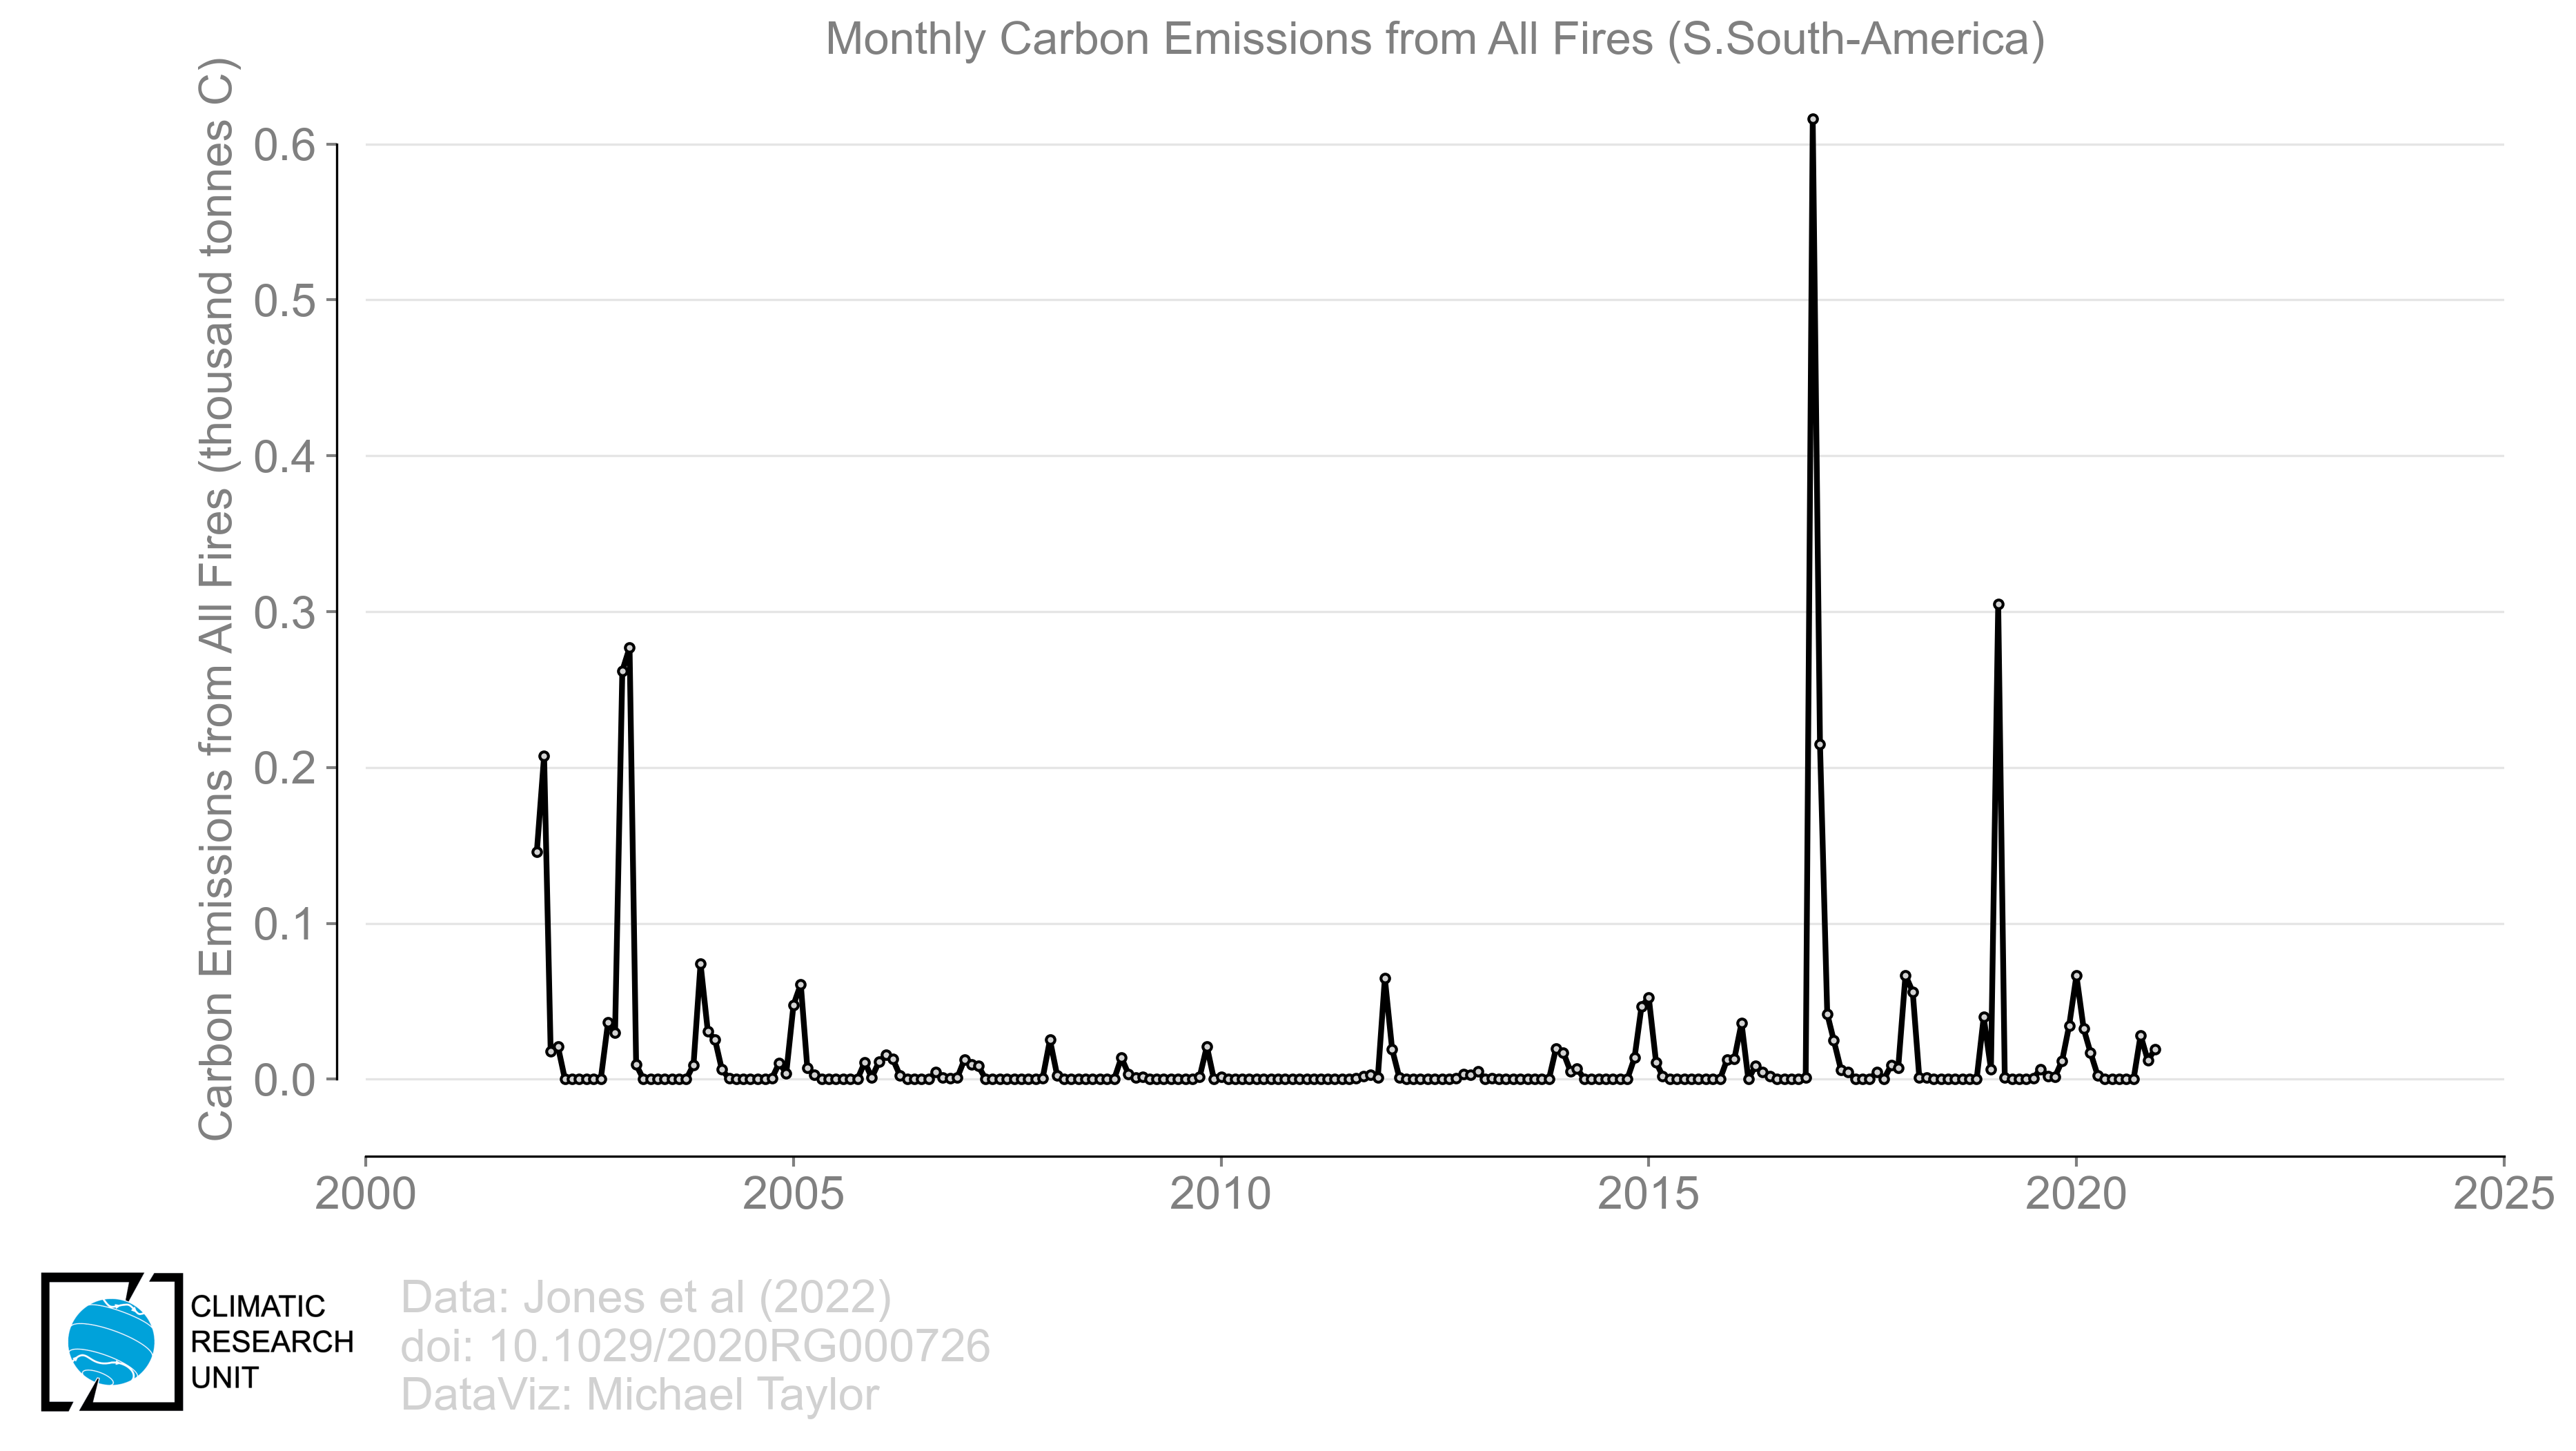 Monthly Carbon Emissions from All Fires (S.South-America)
Carbon Emissions from All Fires (thousand tonnes C)
0.6
0.5
0.4
0.3
0.2
0.1
0.0
2000
2005
2010
2015
2020
2025
CLIMATIC
RESEARCH
UNIT
Data: Jones et al (2022)
doi: 10.1029/2020RG000726
DataViz: Michael Taylor